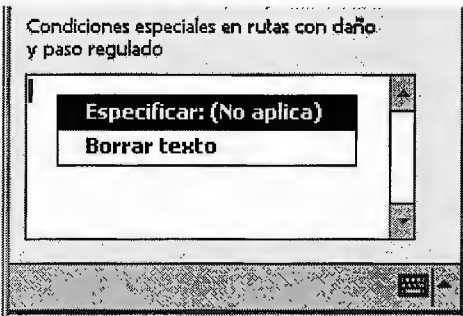 Condiciones especiales en rutas con daño
y paso regulado
Especificar: (No aplica)
Borrar texto